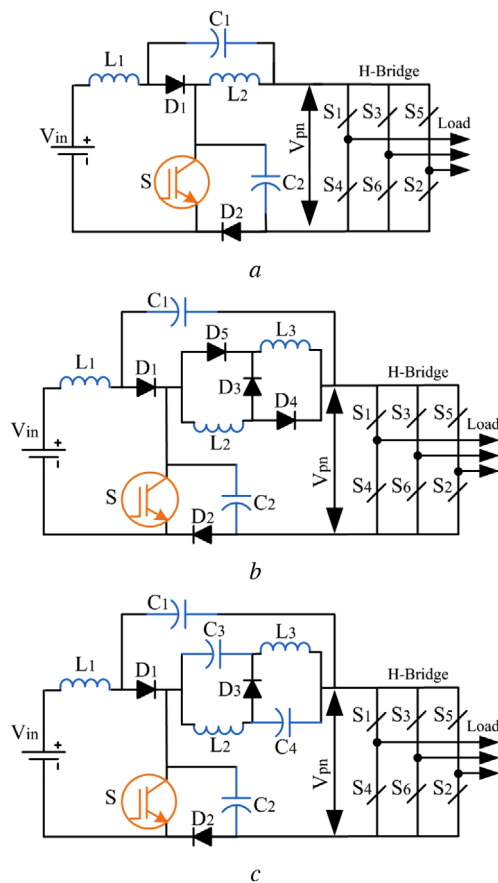 C1
L1
D1
L2
H-Bridge
Vin
S
C2
D2
Vpn
S1 S3 S5
Load
S4 S6 S2
a
C1
L1
D1
D5
L3
D3
D4
L2
H-Bridge
Vin
S
C2
D2
Vpn
S1 S3 S5
Load
S4 S6 S2
b
C1
L1
D1
C3
L3
D3
L2
C4
H-Bridge
Vin
S
C2
D2
Vpn
S1 S3 S5
Load
S4 S6 S2
c